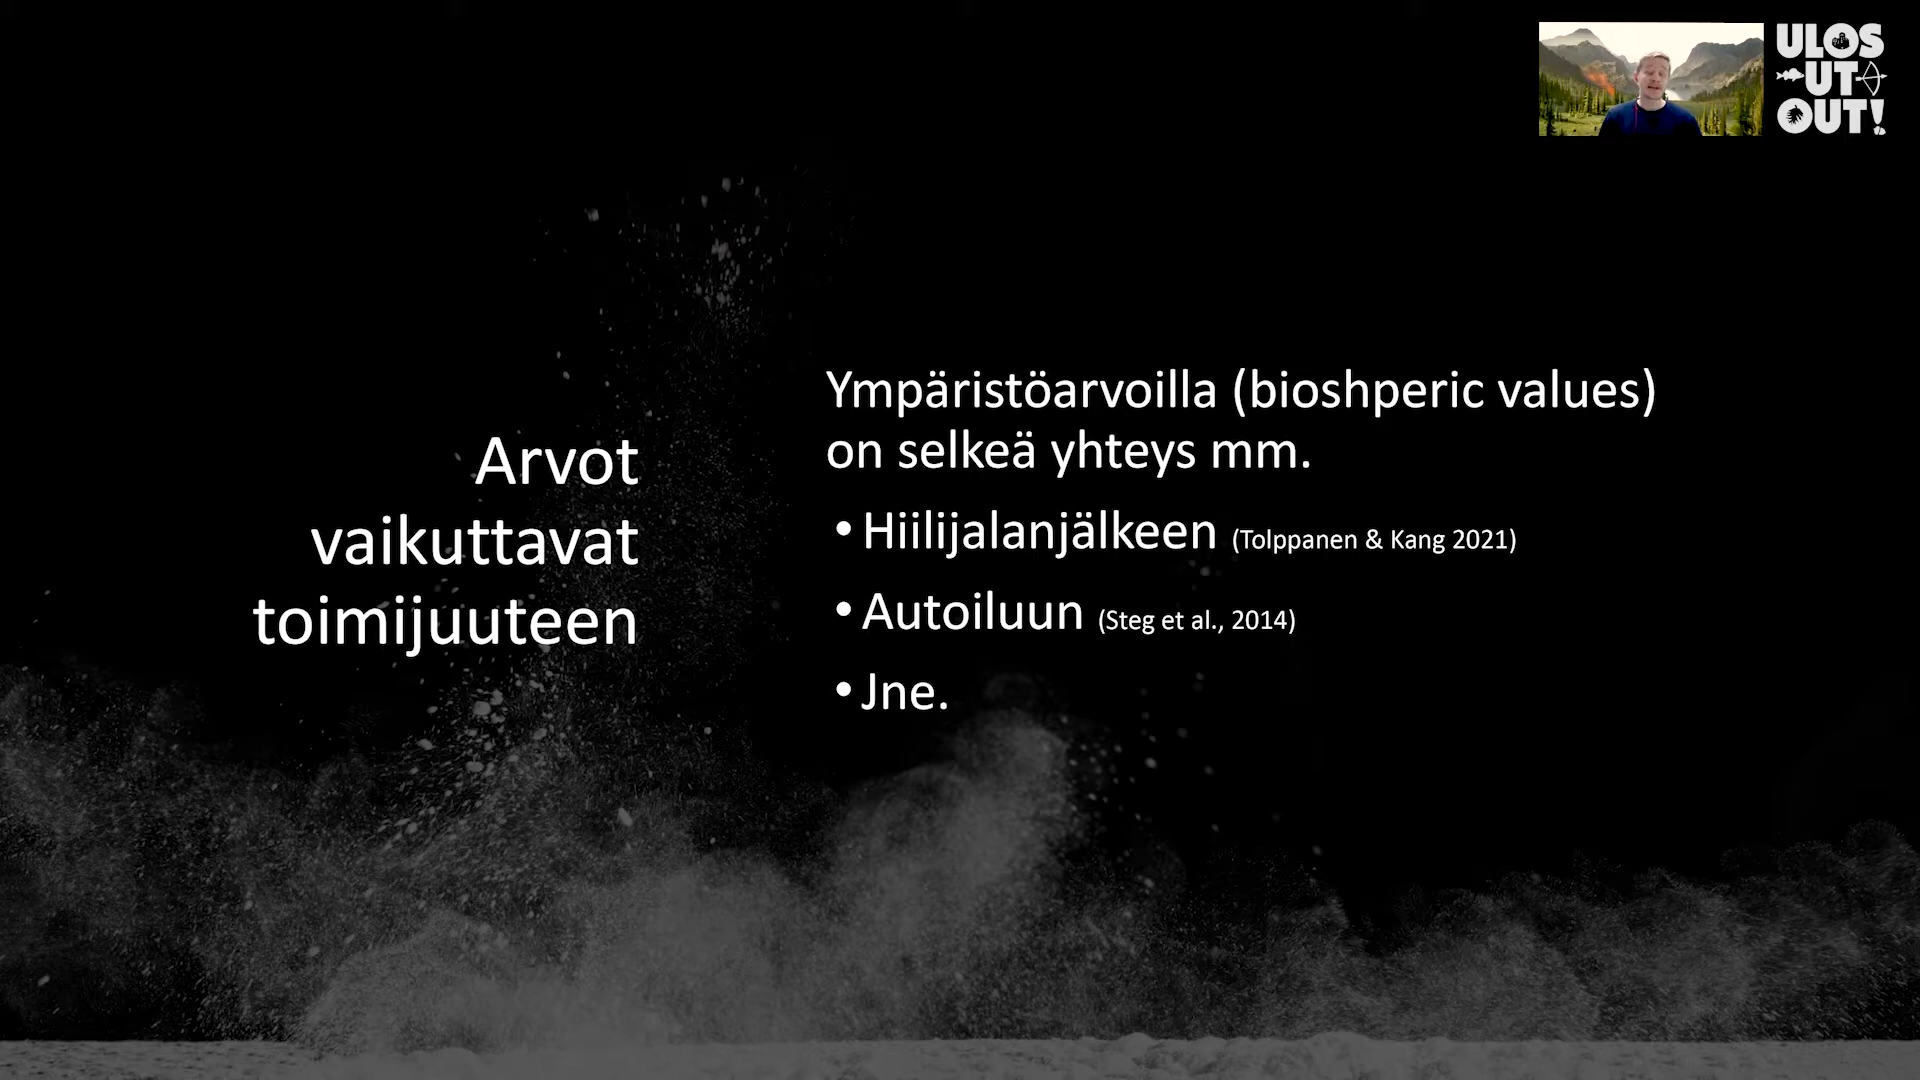 ULOS
UT
OUT!
Arvot
vaikuttavat
toimijuuteen
Ympäristöarvoilla (bioshperic values)
on selkeä yhteys mm.
• Hiilijalanjälkeen (Tolppanen & Kang 2021)
• Autoiluun (Steg et al., 2014)
• Jne.